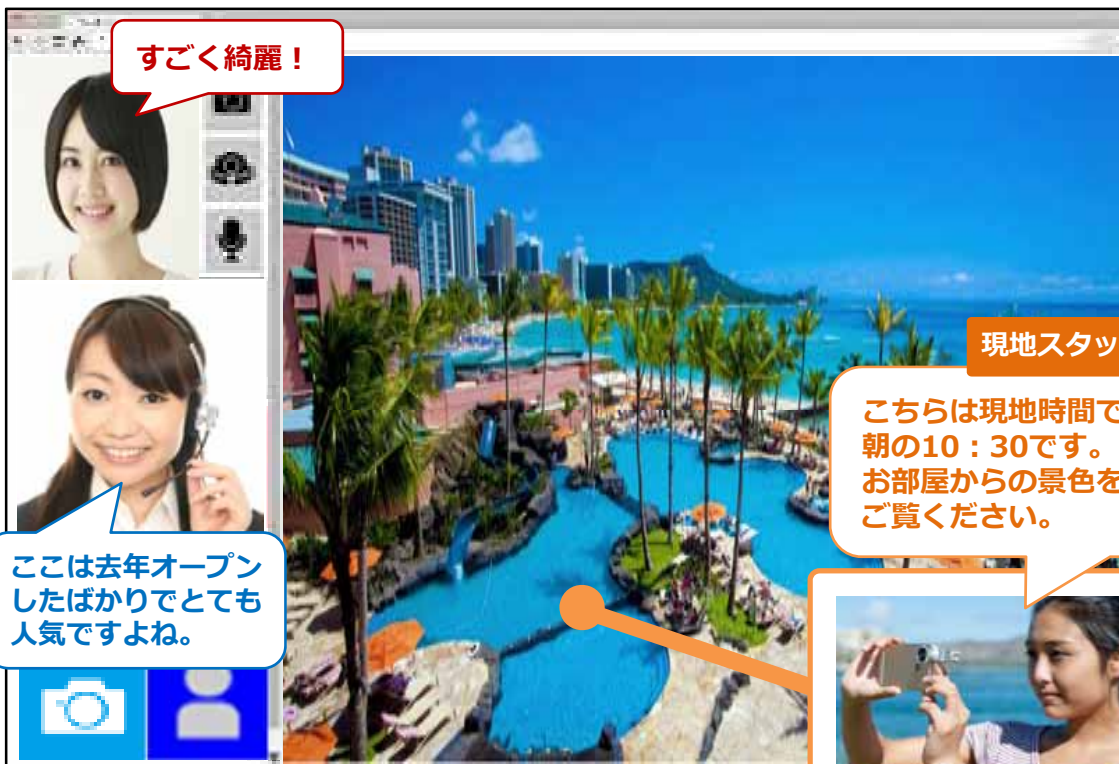 すごく綺麗！
現地スタッ
こちらは現地時間で
朝の10：30です。
お部屋からの景色を
ご覧ください。
ここは去年オープン
したばかりでとても
人気ですよね。